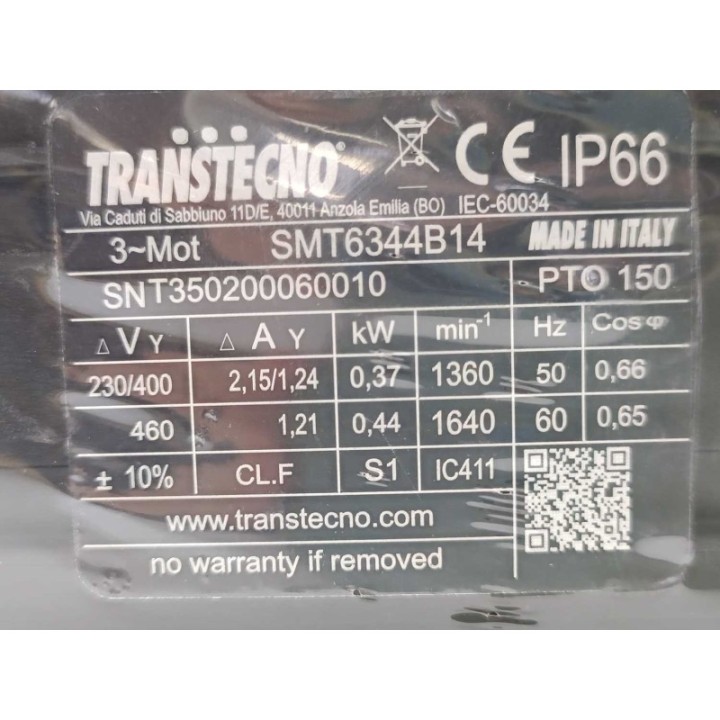 TRANSTECNO®
CE IP66
Via Caduti di Sabbiuno 11D/E, 40011 Anzola Emilia (BO) IEC-60034
3~Mot SMT6344B14 MADE IN ITALY
SNT350200060010 PTO 150
△ V Y △ A Y kW min-1 Hz Cosφ
230/400 2,15/1,24 0,37 1360 50 0,66
460 1,21 0,44 1640 60 0,65
± 10% CL.F S1 IC411
www.transtecno.com
no warranty if removed